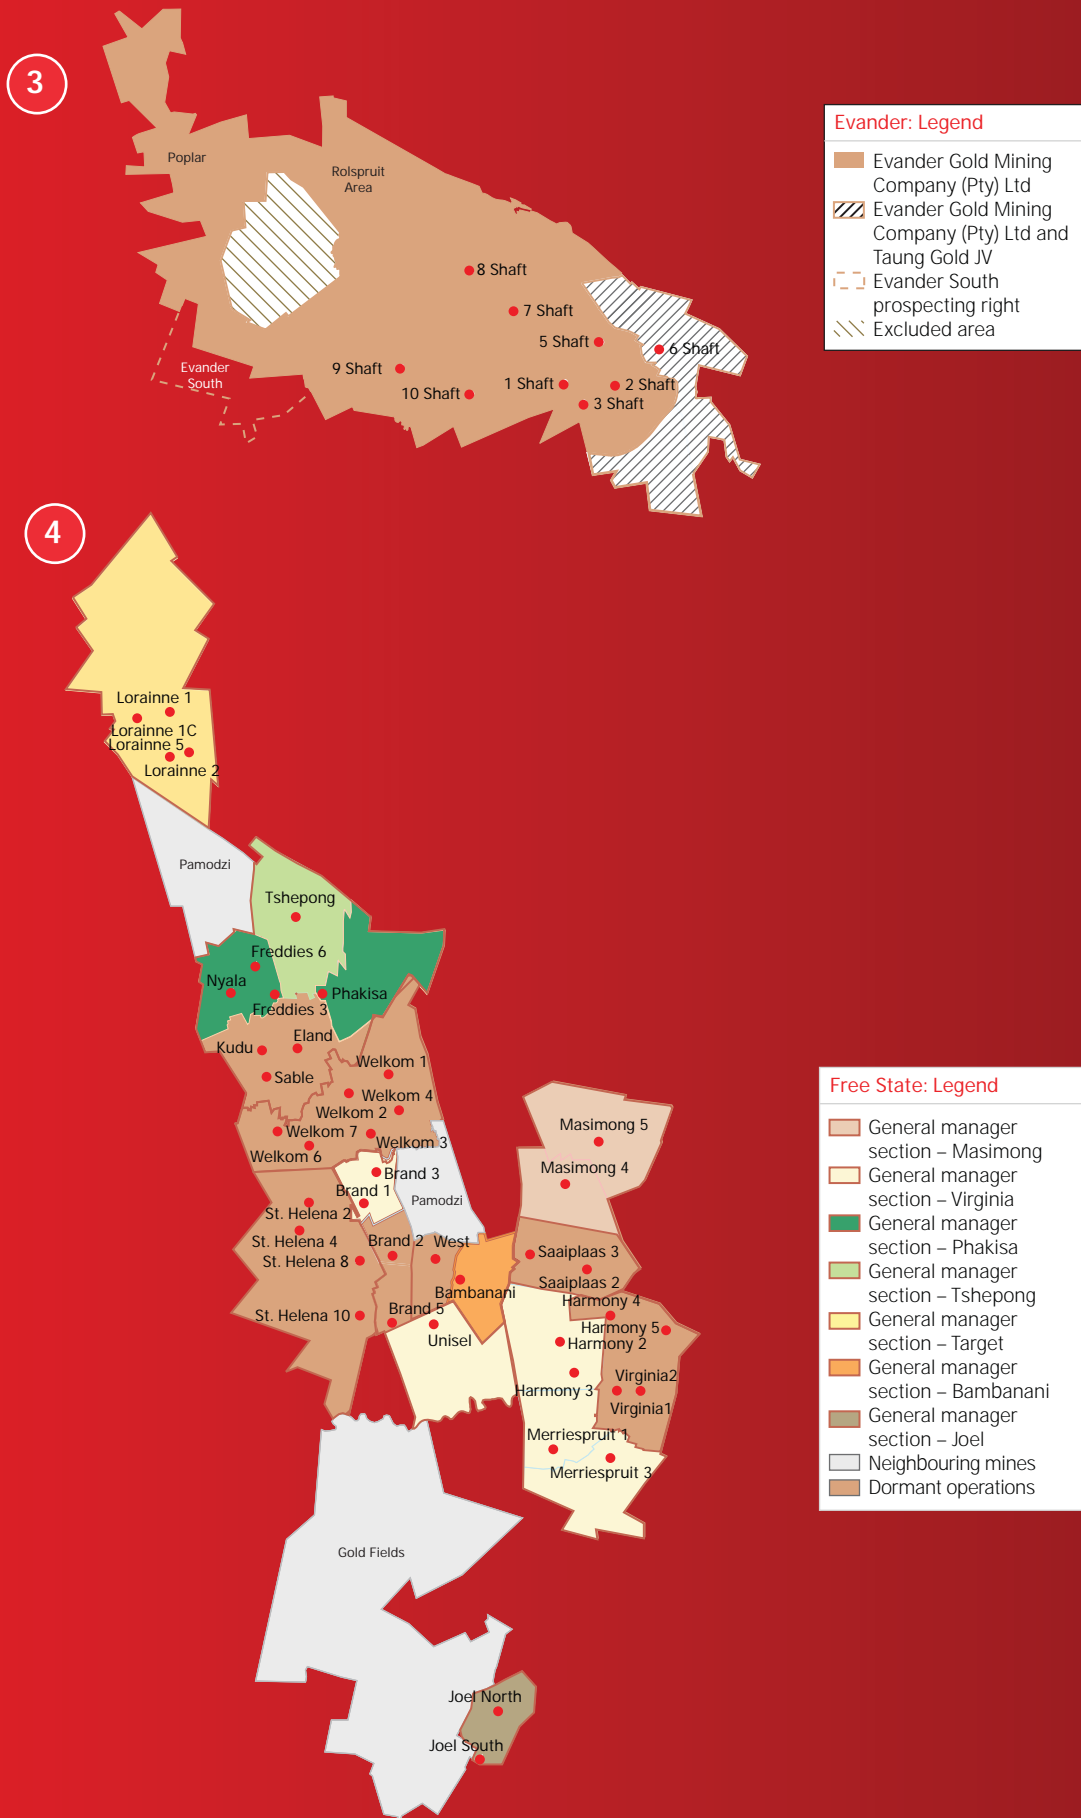 3
Poplar
Rolspruit
Area
8 Shaft
7 Shaft
5 Shaft
6 Shaft
Evander
South
9 Shaft
10 Shaft
1 Shaft
2 Shaft
3 Shaft
Evander: Legend
Evander Gold Mining
Company (Pty) Ltd
Evander Gold Mining
Company (Pty) Ltd and
Taung Gold JV
Evander South
prospecting right
Excluded area
4
Lorainne 1
Lorainne 1C
Lorainne 5
Lorainne 2
Pamodzi
Tshepong
Freddies 6
Nyala
Phakisa
Freddies 3
Eland
Kudu
Welkom 1
Sable
Welkom 4
Welkom 2
Welkom 7
Welkom 3
Welkom 6
Brand 3
Brand 1
Pamodzi
St. Helena 2
St. Helena 4
Brand 2
West
St. Helena 8
Bambanani
Brand 5
St. Helena 10
Unisel
Masimong 5
Masimong 4
Saaiplaas 3
Saaiplaas 2
Harmony 4
Harmony 5
Harmony 2
Virginia2
Harmony 3
Virginia1
Merriespruit 1
Merriespruit 3
Gold Fields
Joel North
Joel South
Free State: Legend
General manager
section – Masimong
General manager
section – Virginia
General manager
section – Phakisa
General manager
section – Tshepong
General manager
section – Target
General manager
section – Bambanani
General manager
section – Joel
Neighbouring mines
Dormant operations